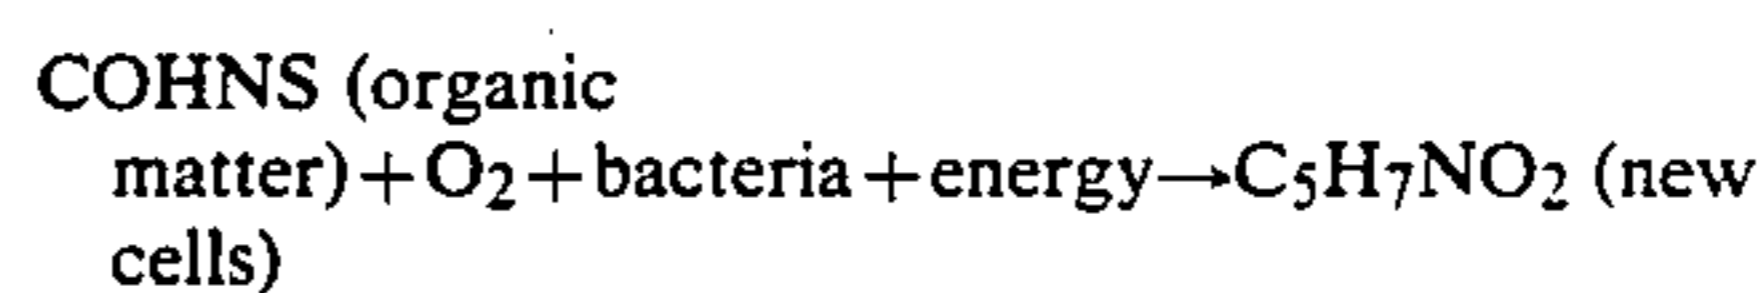 COHNS (organic
matter)+O2+bacteria+energy→C5H7NO2 (new
cells)